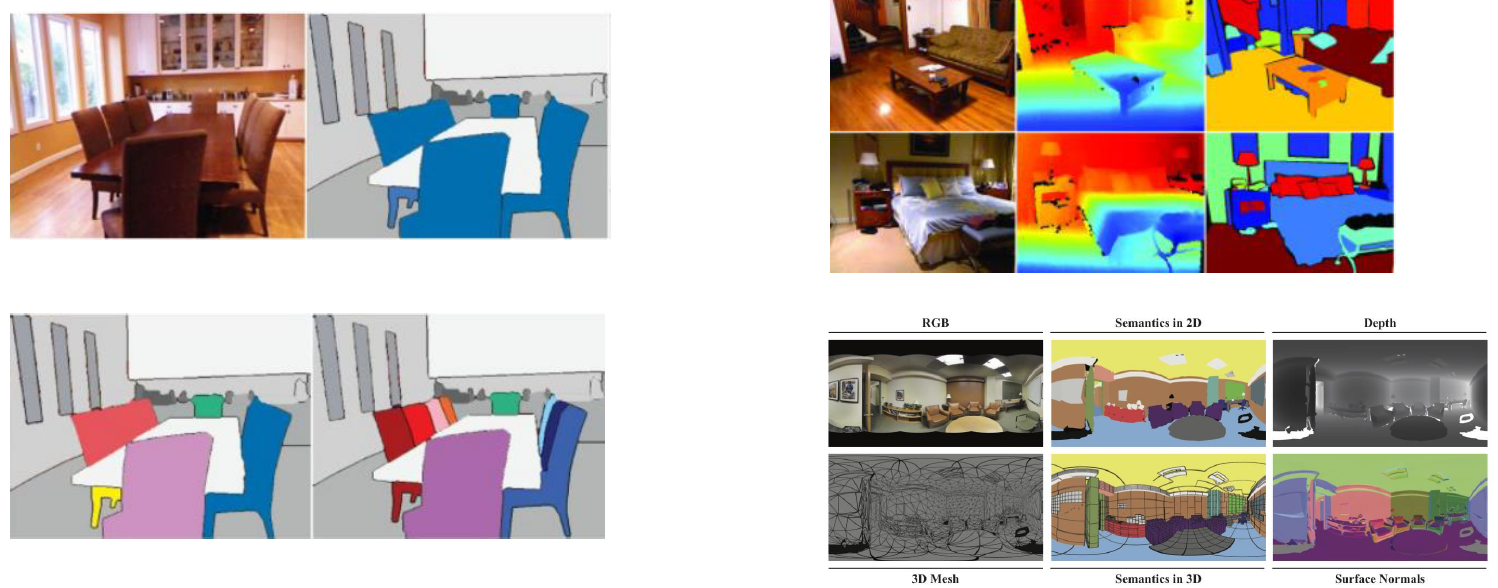 RGB
Semantics in 2D
Depth
3D Mesh
Semantics in 3D
Surface Normals